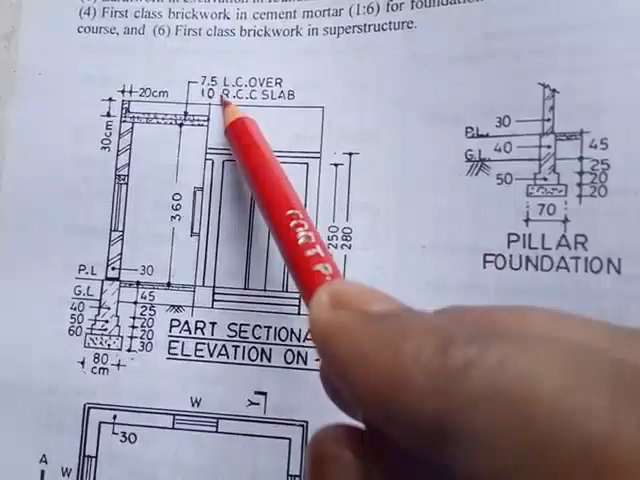 (4) First class brickwork in cement mortar (1:6) for foundation
course, and (6) First class brickwork in superstructure.
7.5 L.C. OVER
10 R.C.C SLAB
20cm
30cm
360
250
280
P.L
30
G.L
45
40
25
50
20
60
20
30
80
cm
PART SECTIONA
ELEVATION ON
30
P.L.
45
40
G.L.
25
50
20
20
70
PILLAR
FOUNDATION
W
Y
30
A
W